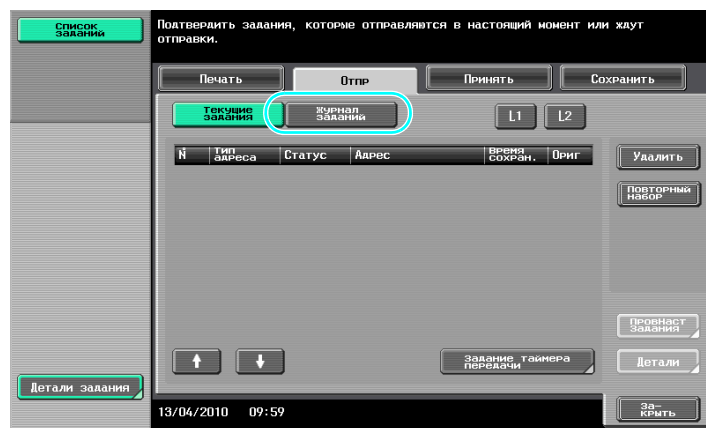 Список
заданий
Подтвердить задания, которые отправляются в настоящий момент или ждут
отправки.
Печать
Отпр
Принять
Сохранить
Текущие
задания
Журнал
заданий
L1
L2
N
Тип
адреса
Статус
Адрес
Время
сохран.
Ориг
Удалить
Повторный
набор
ПровНаст
Задания
Задание таймера
передачи
Детали
Детали задания
13/04/2010 09:59
За-
крыть